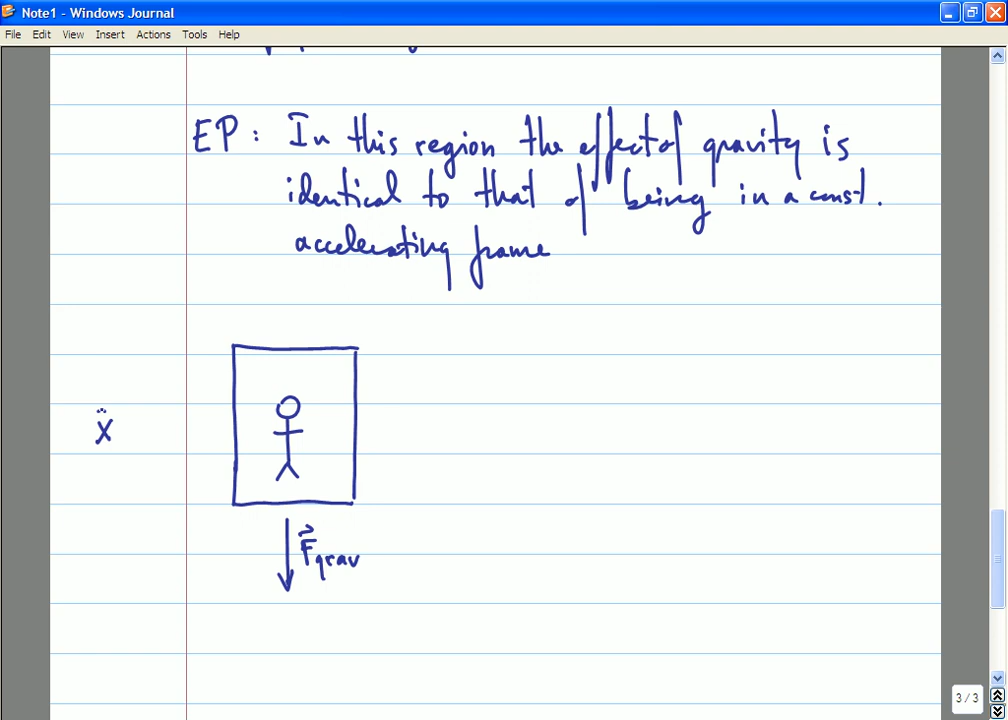 Note1 - Windows Journal
File Edit View Insert Actions Tools Help
EP: In this region the effect of gravity is
identical to that of being in a const.
accelerating frame
ẍ
F⃗grav
3 / 3